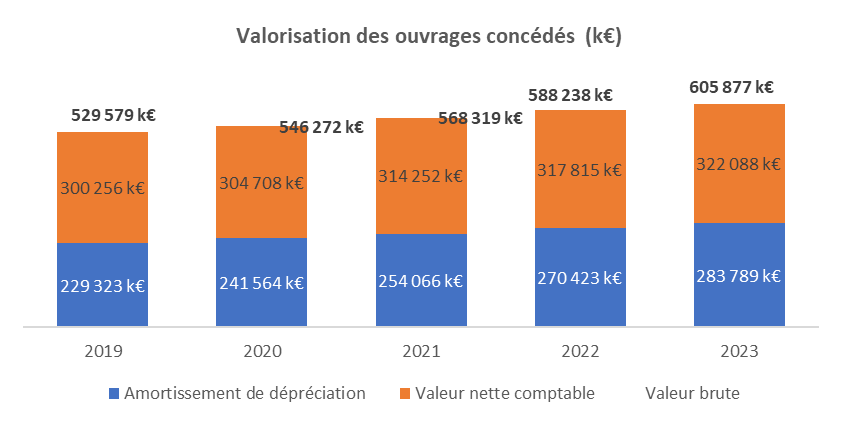 Valorisation des ouvrages concédés (k€)
529 579 k€
546 272 k€
568 319 k€
588 238 k€
605 877 k€
300 256 k€
304 708 k€
314 252 k€
317 815 k€
322 088 k€
229 323 k€
241 564 k€
254 066 k€
270 423 k€
283 789 k€
2019
2020
2021
2022
2023
Amortissement de dépréciation
Valeur nette comptable
Valeur brute